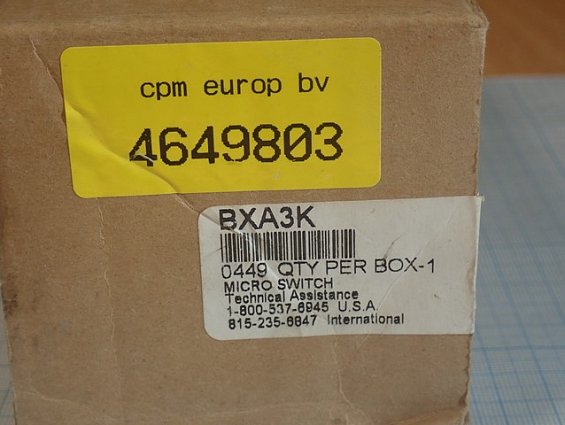 cpm europ bv
4649803
BXA3K
0449 QTY PER BOX-1
MICRO SWITCH
Technical Assistance
1-800-537-6945 U.S.A.
815-235-6847 International